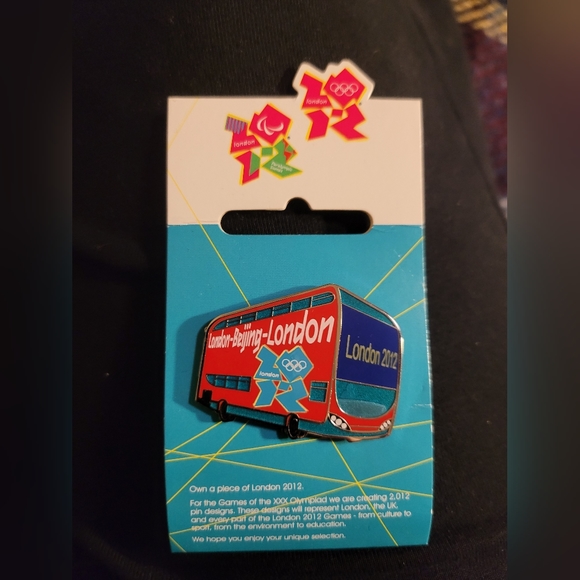 london
london
Paralympic Games
London-Beijing-London
london
London 2012
Own a piece of London 2012.
For the Games of the XXX Olympiad we are creating 2,012
pin designs. These designs will represent London, the UK,
and every part of the London 2012 Games - from culture to
sport, from the environment to education.
We hope you enjoy your unique selection.